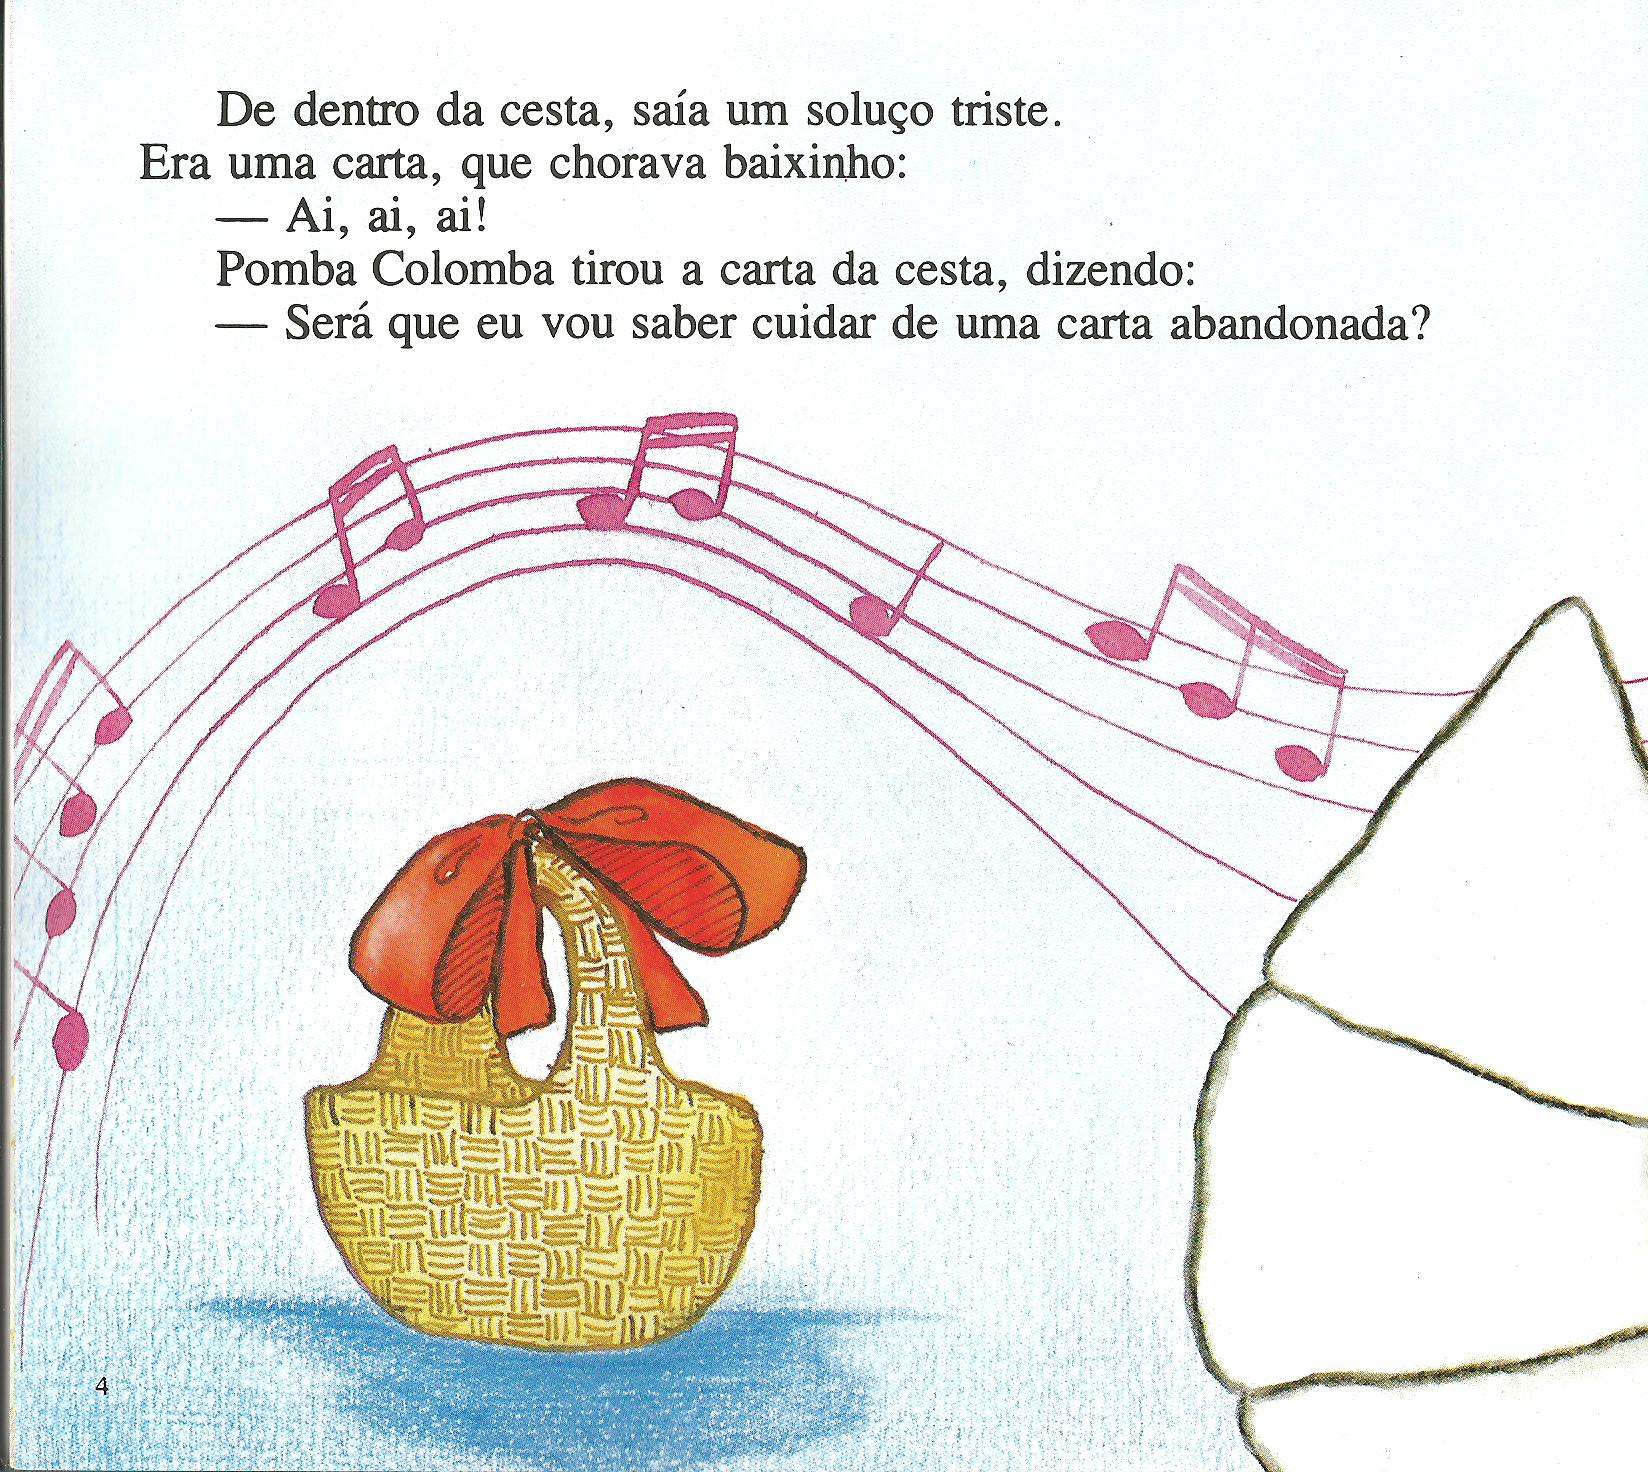 De dentro da cesta, saía um soluço triste.
Era uma carta, que chorava baixinho:
— Ai, ai, ai!
Pomba Colomba tirou a carta da cesta, dizendo:
— Será que eu vou saber cuidar de uma carta abandonada?
4